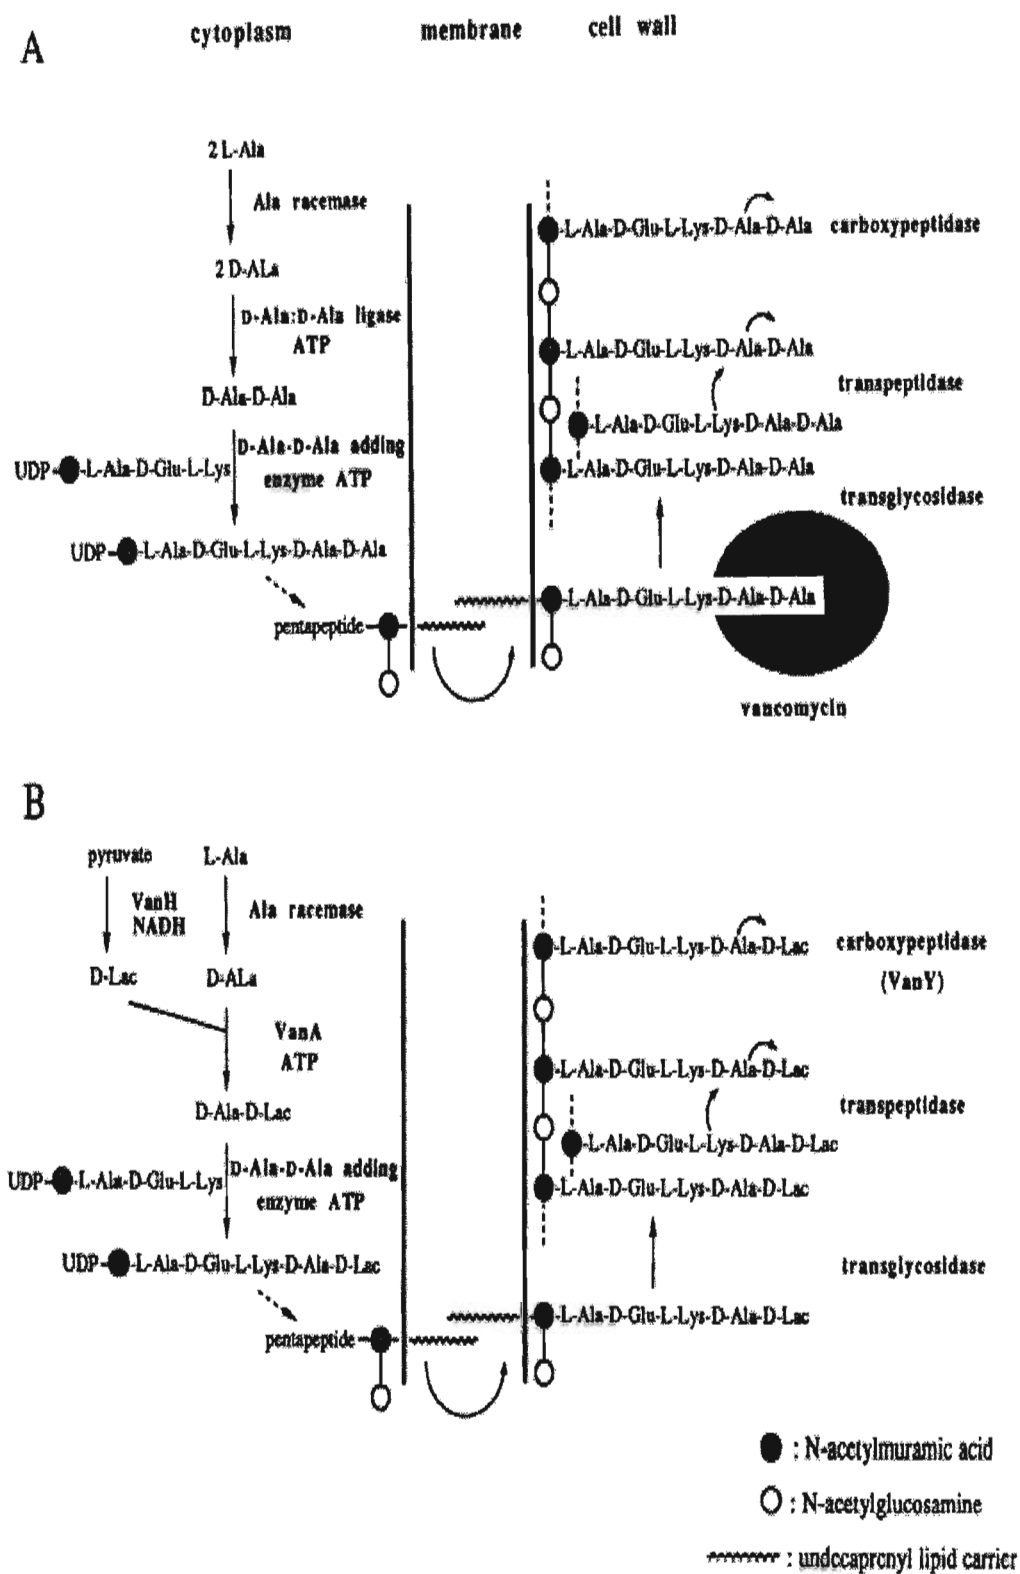 A
cytoplasm membrane cell wall
2 L-Ala
Ala racemase
2 D-ALa
D-Ala:D-Ala ligase
ATP
D-Ala-D-Ala
D-Ala-D-Ala adding
enzyme ATP
UDP-L-Ala-D-Glu-L-Lys
UDP-L-Ala-D-Glu-L-Lys-D-Ala-D-Ala
pentapeptide
L-Ala-D-Glu-L-Lys-D-Ala-D-Ala carboxypeptidase
L-Ala-D-Glu-L-Lys-D-Ala-D-Ala
transpeptidase
L-Ala-D-Glu-L-Lys-D-Ala-D-Ala
L-Ala-D-Glu-L-Lys-D-Ala-D-Ala
transglycosidase
L-Ala-D-Glu-L-Lys-D-Ala-D-Ala
vancomycin
B
pyruvate L-Ala
VanH
NADH
Ala racemase
D-Lac D-ALa
VanA
ATP
D-Ala-D-Lac
D-Ala-D-Ala adding
enzyme ATP
UDP-L-Ala-D-Glu-L-Lys
UDP-L-Ala-D-Glu-L-Lys-D-Ala-D-Lac
pentapeptide
L-Ala-D-Glu-L-Lys-D-Ala-D-Lac carboxypeptidase
(VanY)
L-Ala-D-Glu-L-Lys-D-Ala-D-Lac
transpeptidase
L-Ala-D-Glu-L-Lys-D-Ala-D-Lac
L-Ala-D-Glu-L-Lys-D-Ala-D-Lac
transglycosidase
L-Ala-D-Glu-L-Lys-D-Ala-D-Lac
: N-acetylmuramic acid
: N-acetylglucosamine
: undecaprenyl lipid carrier